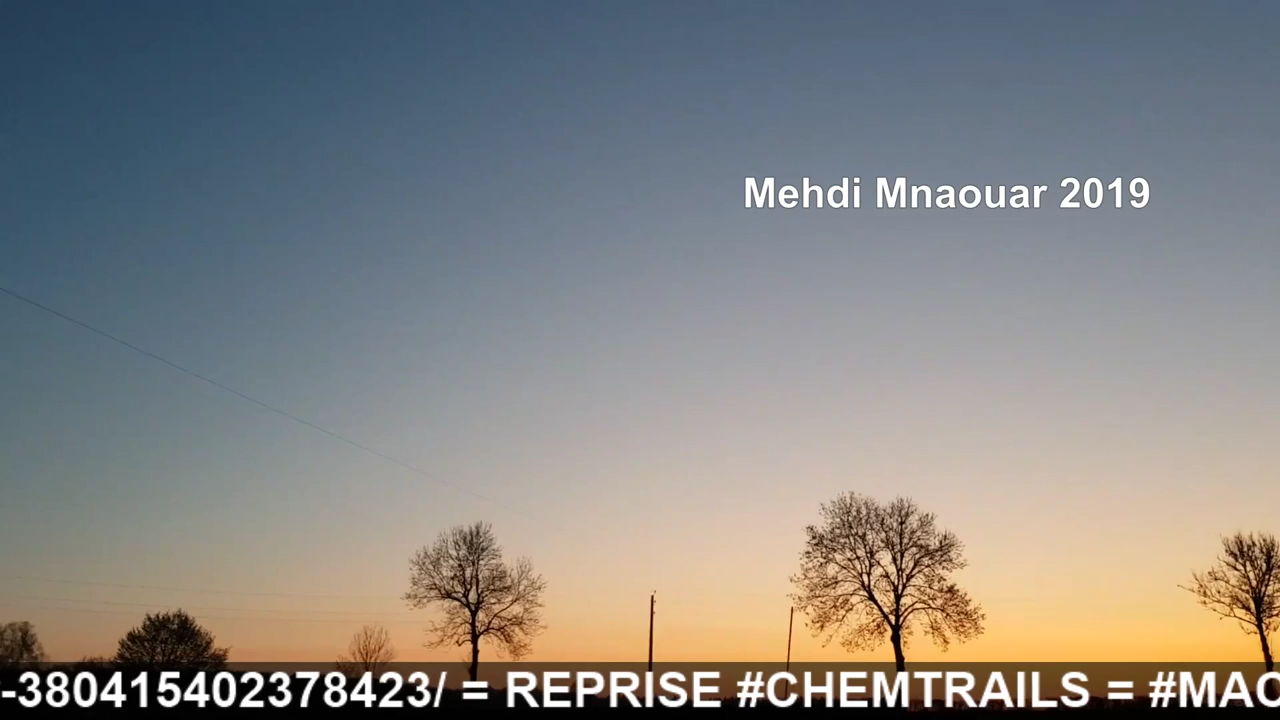 Mehdi Mnaouar 2019
-380415402378423/ = REPRISE #CHEMTRAILS = #MAC